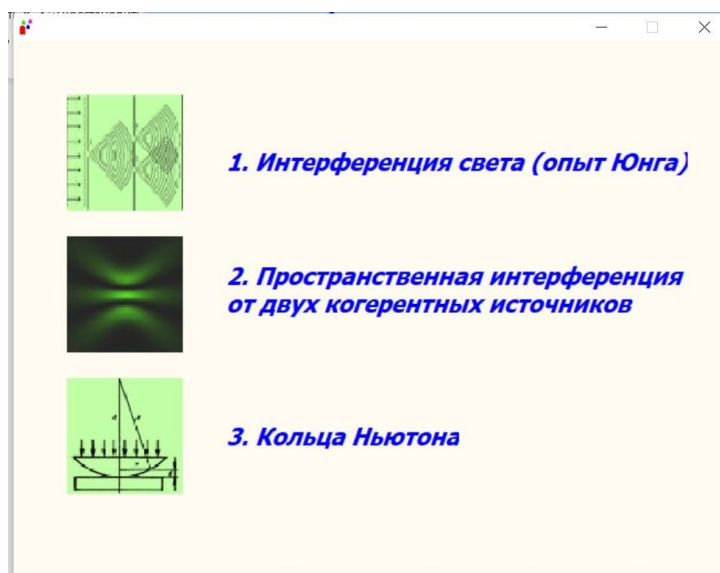 1. Интерференция света (опыт Юнга)
2. Пространственная интерференция
от двух когерентных источников
3. Кольца Ньютона